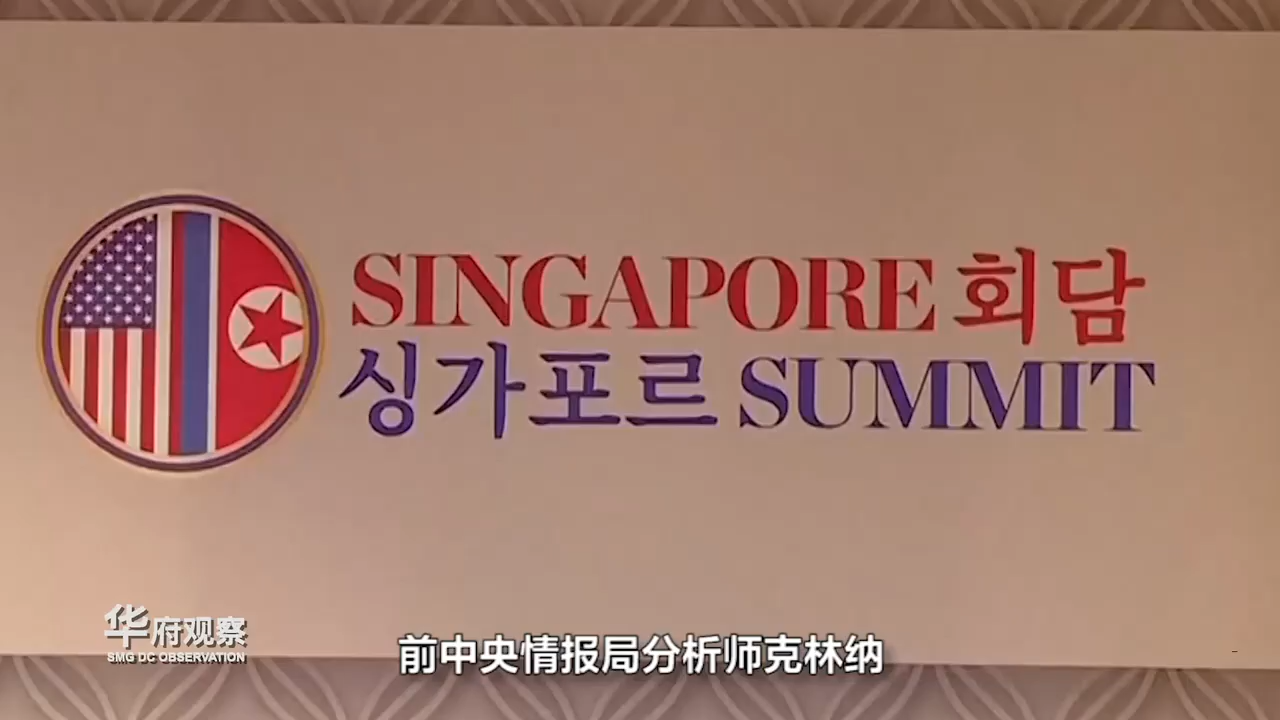 SINGAPORE 회담
싱가포르 SUMMIT
华府观察
SMG DC OBSERVATION
前中央情报局分析师克林纳